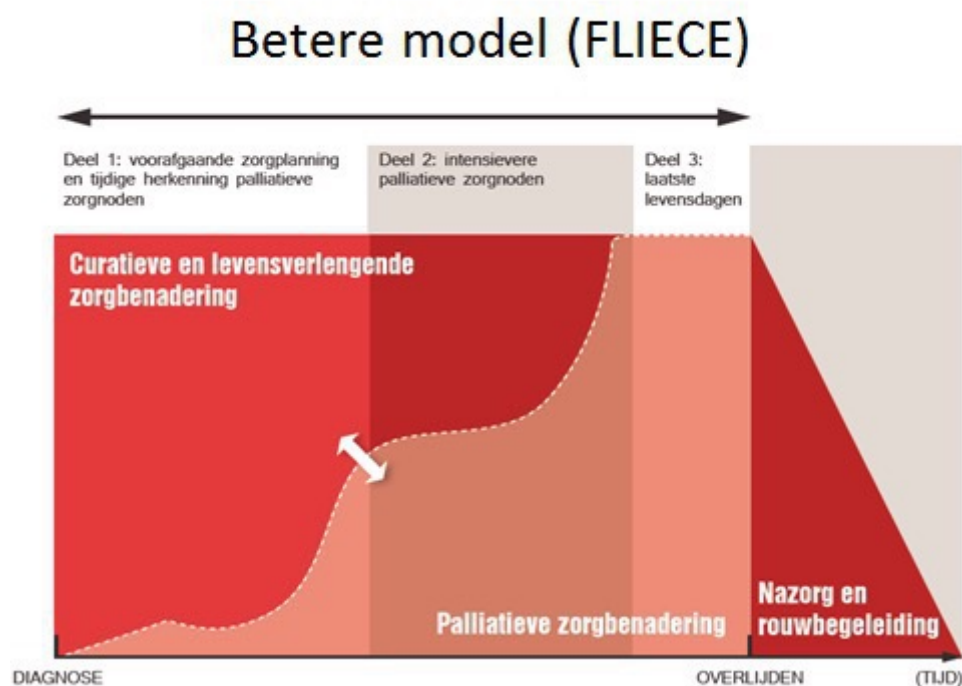 Betere model (FLIECE)
Deel 1: voorafgaande zorgplanning
en tijdige herkenning palliatieve
zorgnoden
Deel 2: intensievere
palliatieve zorgnoden
Deel 3:
laatste
levensdagen
Curatieve en levensverlengende
zorgbenadering
Palliatieve zorgbenadering
Nazorg en
rouwbegeleiding
DIAGNOSE
OVERLIJDEN
(TIJD)